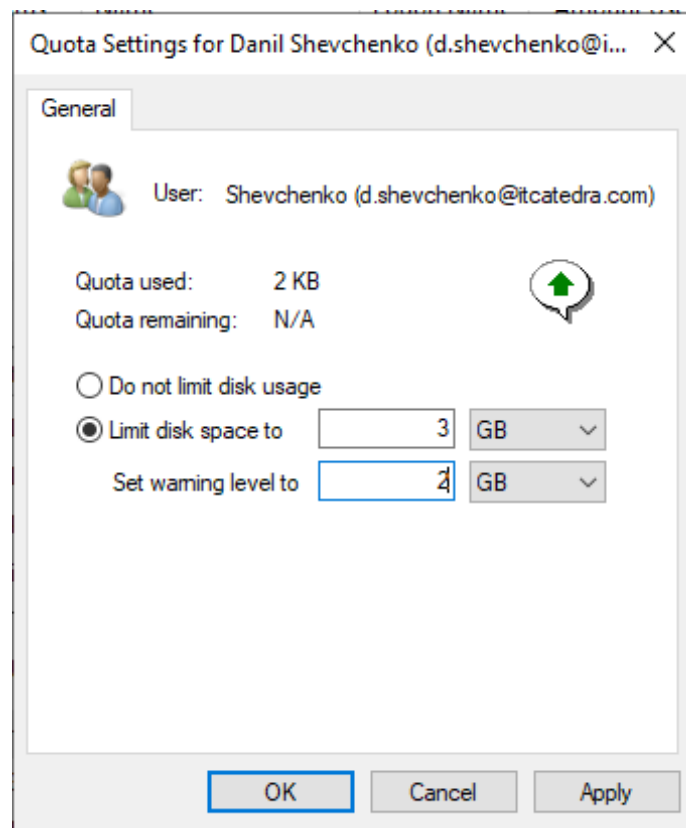 Quota Settings for Danil Shevchenko (d.shevchenko@i...
General
User: Shevchenko (d.shevchenko@itcatedra.com)
Quota used: 2 KB
Quota remaining: N/A
Do not limit disk usage
Limit disk space to 3 GB
Set warning level to 2 GB
OK Cancel Apply